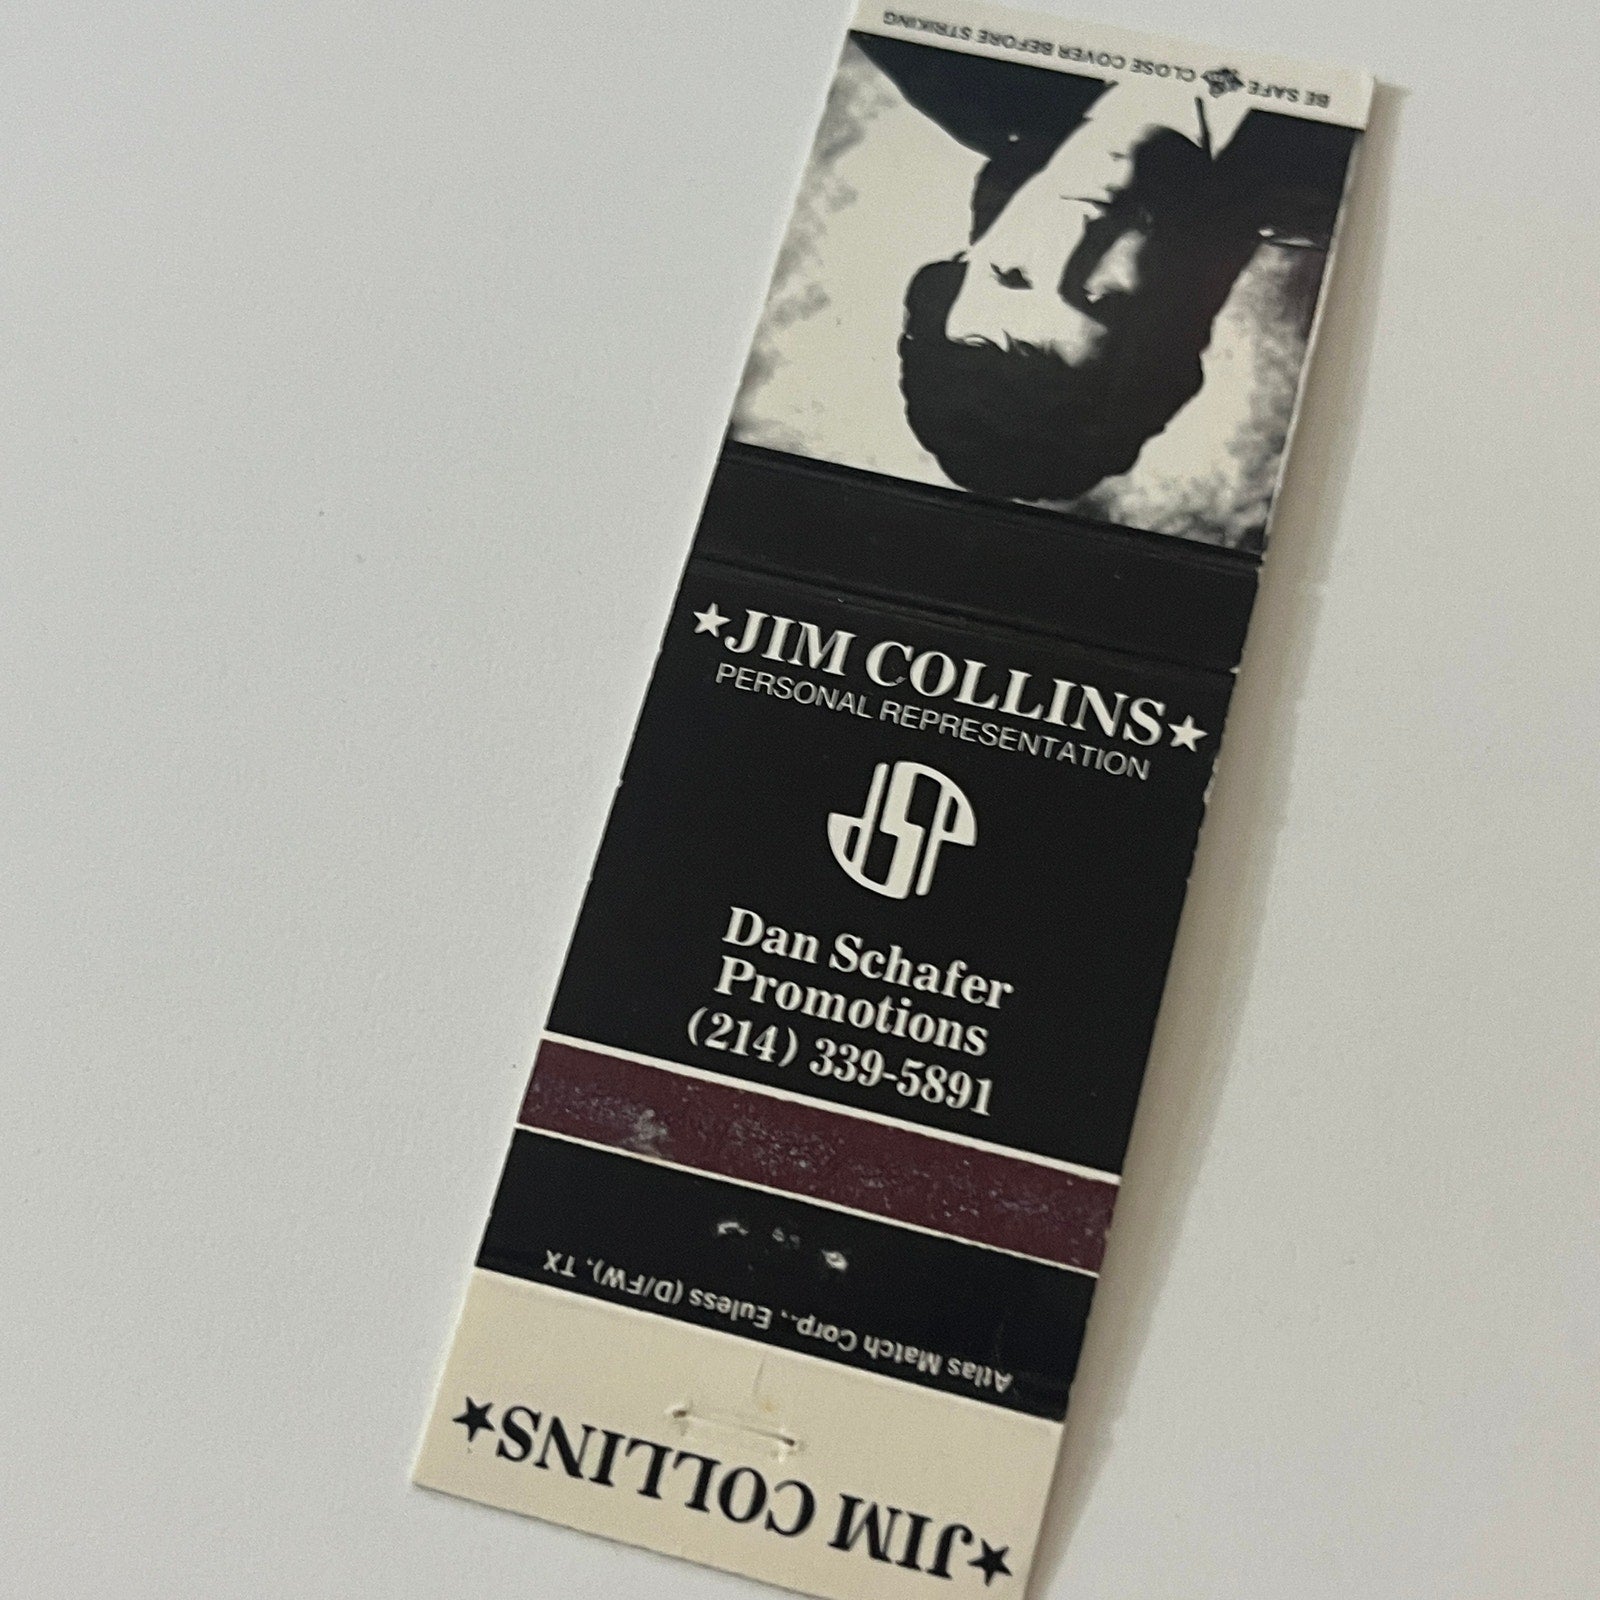 BE SAFE CLOSE COVER BEFORE STRIKING
★JIM COLLINS★
PERSONAL REPRESENTATION
dSP
Dan Schafer
Promotions
(214) 339-5891
Atlas Match Corp., Euless (D/FW), TX
★JIM COLLINS★